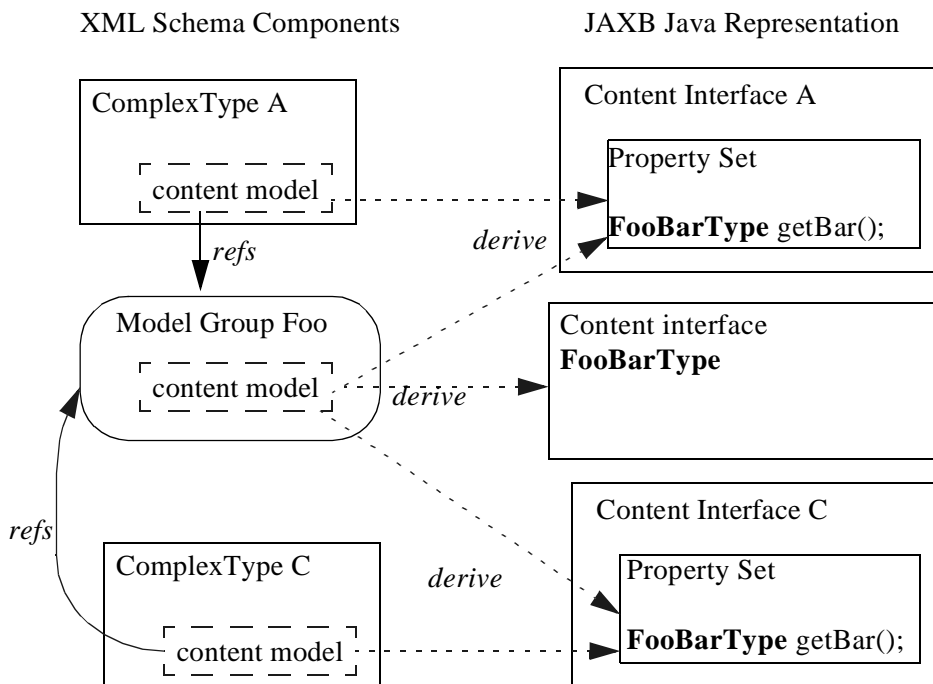 XML Schema Components
JAXB Java Representation
ComplexType A
content model
refs
Content Interface A
Property Set
FooBarType getBar();
derive
Model Group Foo
content model
derive
Content interface
FooBarType
refs
ComplexType C
content model
derive
Content Interface C
Property Set
FooBarType getBar();